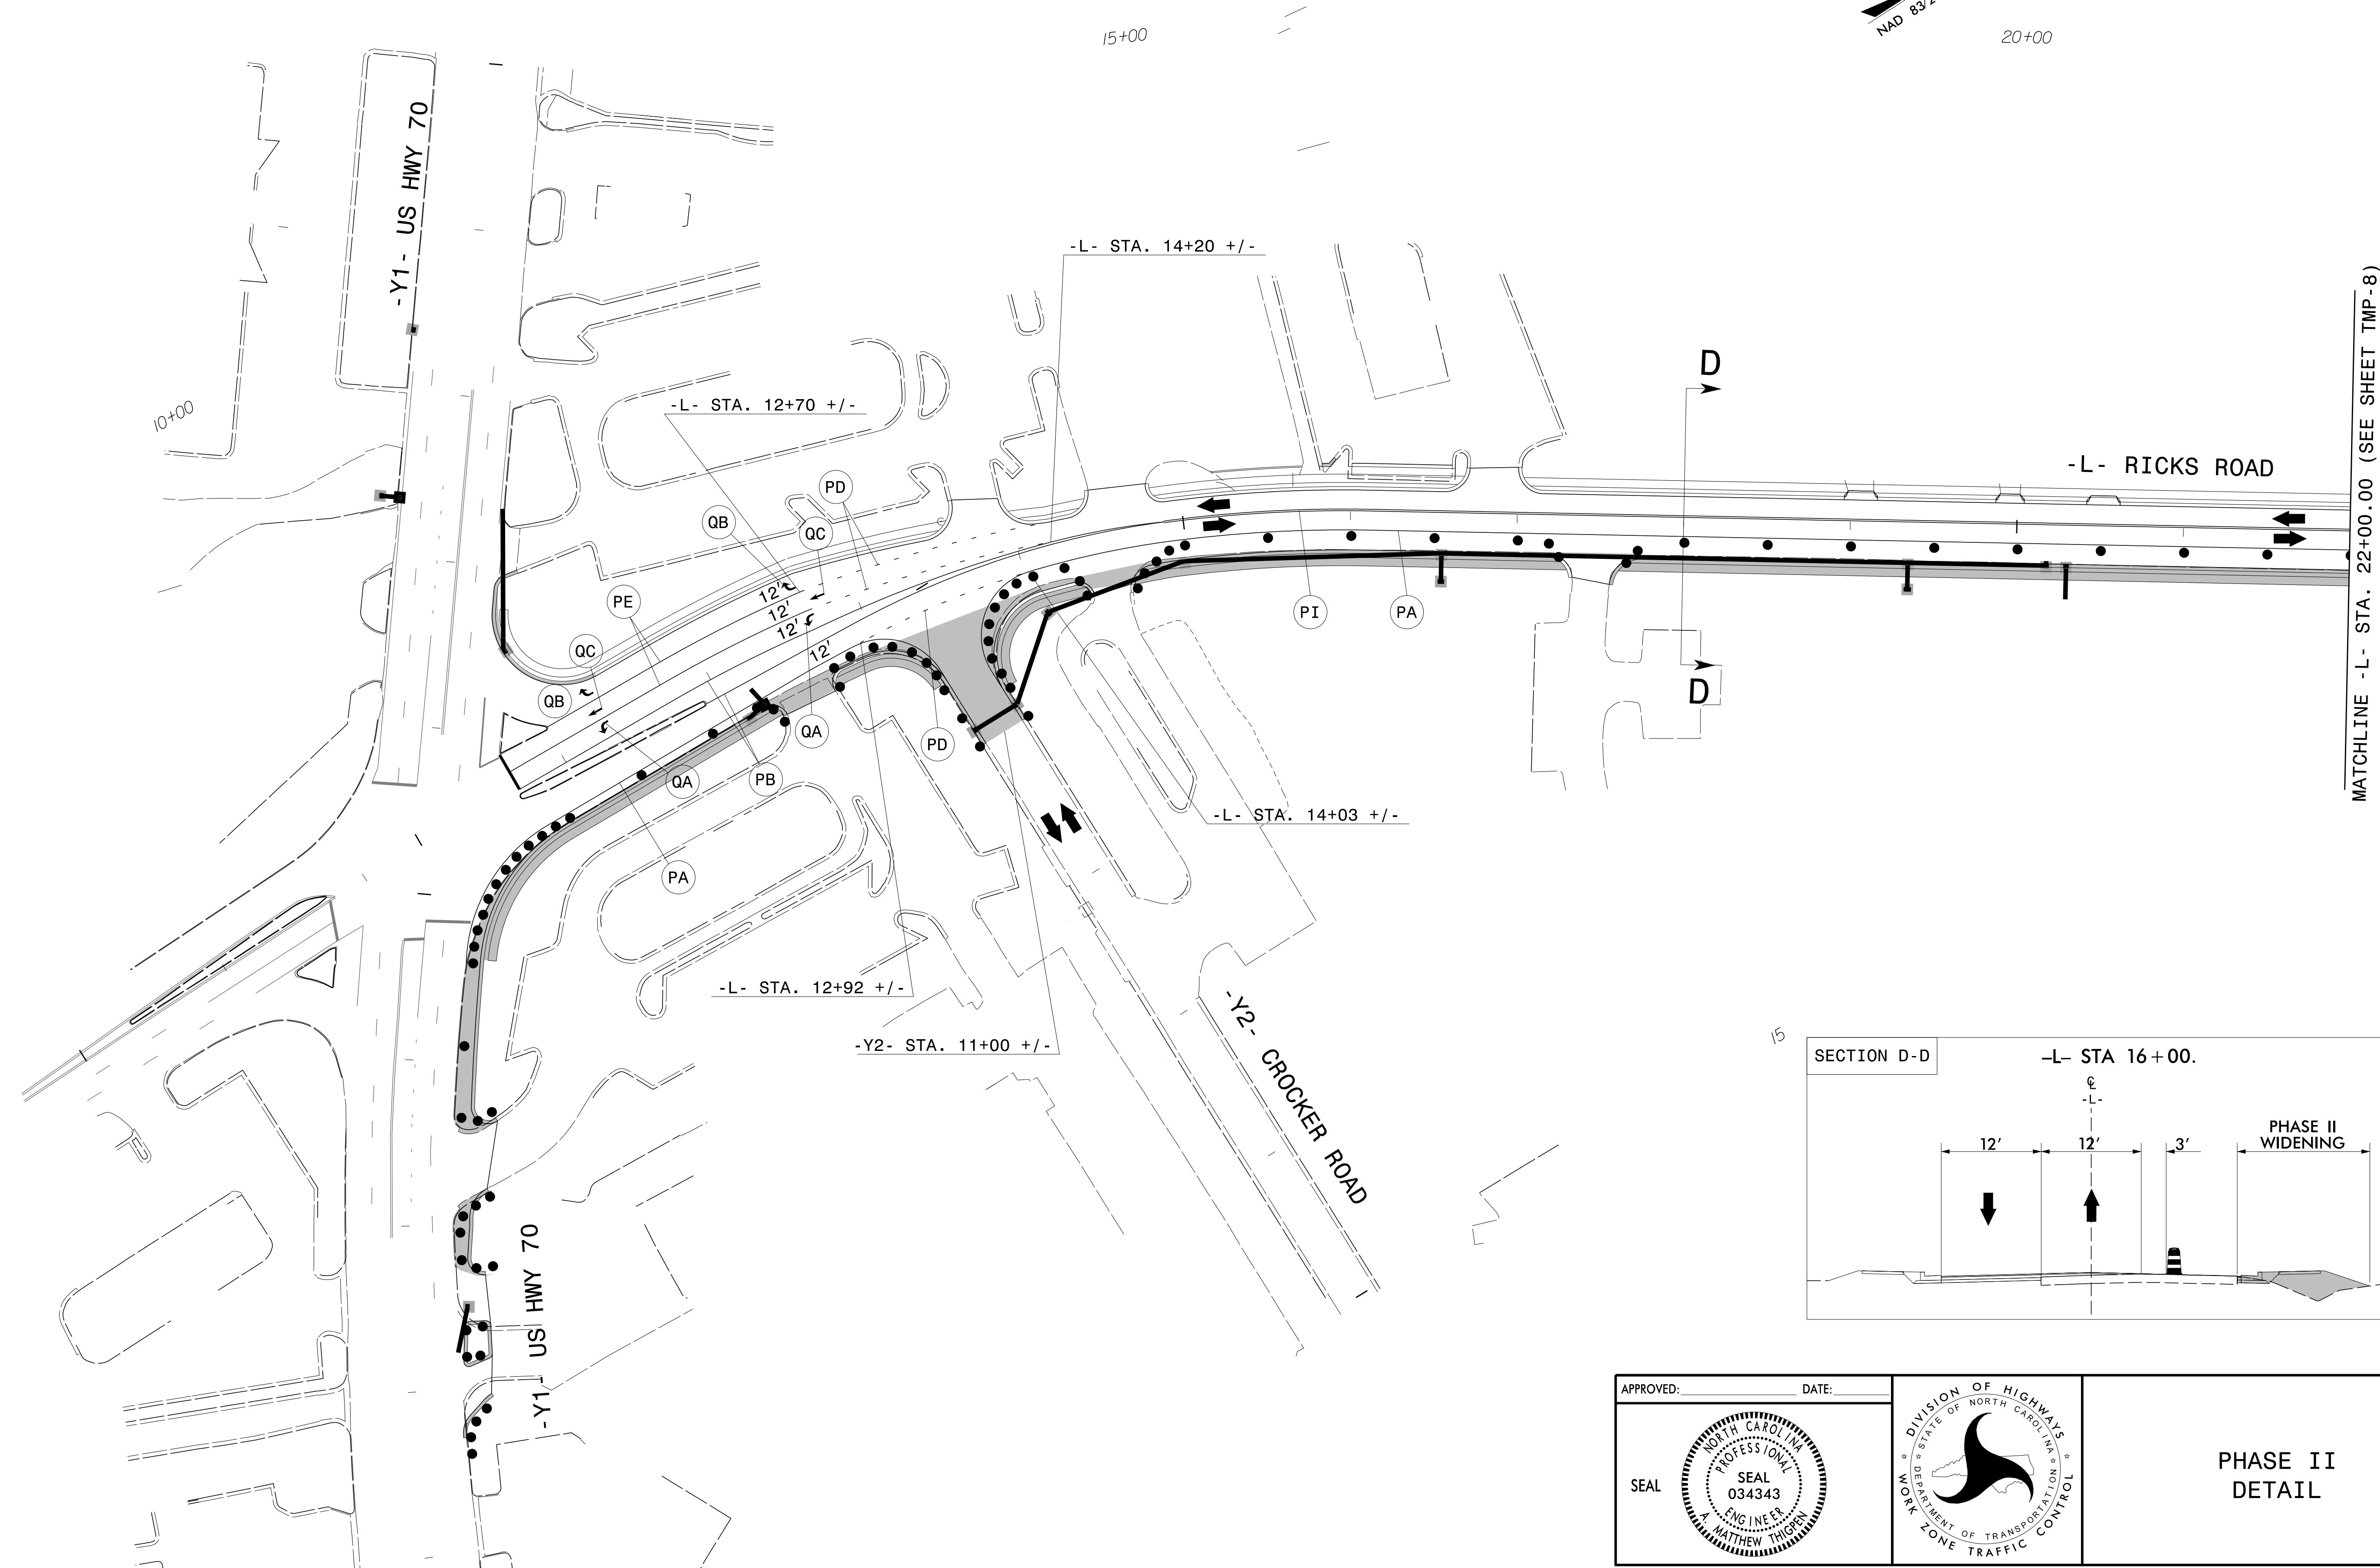 NAD 83/2
15+00
20+00
-Y1- US HWY 70
-L- STA. 14+20 +/-
MATCHLINE -L- STA. 22+00.00 (SEE SHEET TMP-8)
D
10+00
-L- STA. 12+70 +/-
-L- RICKS ROAD
PD
QB
QC
12'
12'
12'
12'
PE
PI
PA
QC
QB
D
QA
PD
QA
PB
-L- STA. 14+03 +/-
PA
-L- STA. 12+92 +/-
-Y2- STA. 11+00 +/-
-Y2- CROCKER ROAD
-Y1- US HWY 70
15
SECTION D-D
-L- STA 16+00.
℄
-L-
PHASE II
WIDENING
12'
12'
3'
APPROVED:
DATE:
SEAL
NORTH CAROLINA
PROFESSIONAL
SEAL
034343
ENGINEER
A. MATTHEW THIGPEN
DIVISION OF HIGHWAYS
STATE OF NORTH CAROLINA
DEPARTMENT OF TRANSPORTATION
WORK ZONE TRAFFIC CONTROL
PHASE II
DETAIL